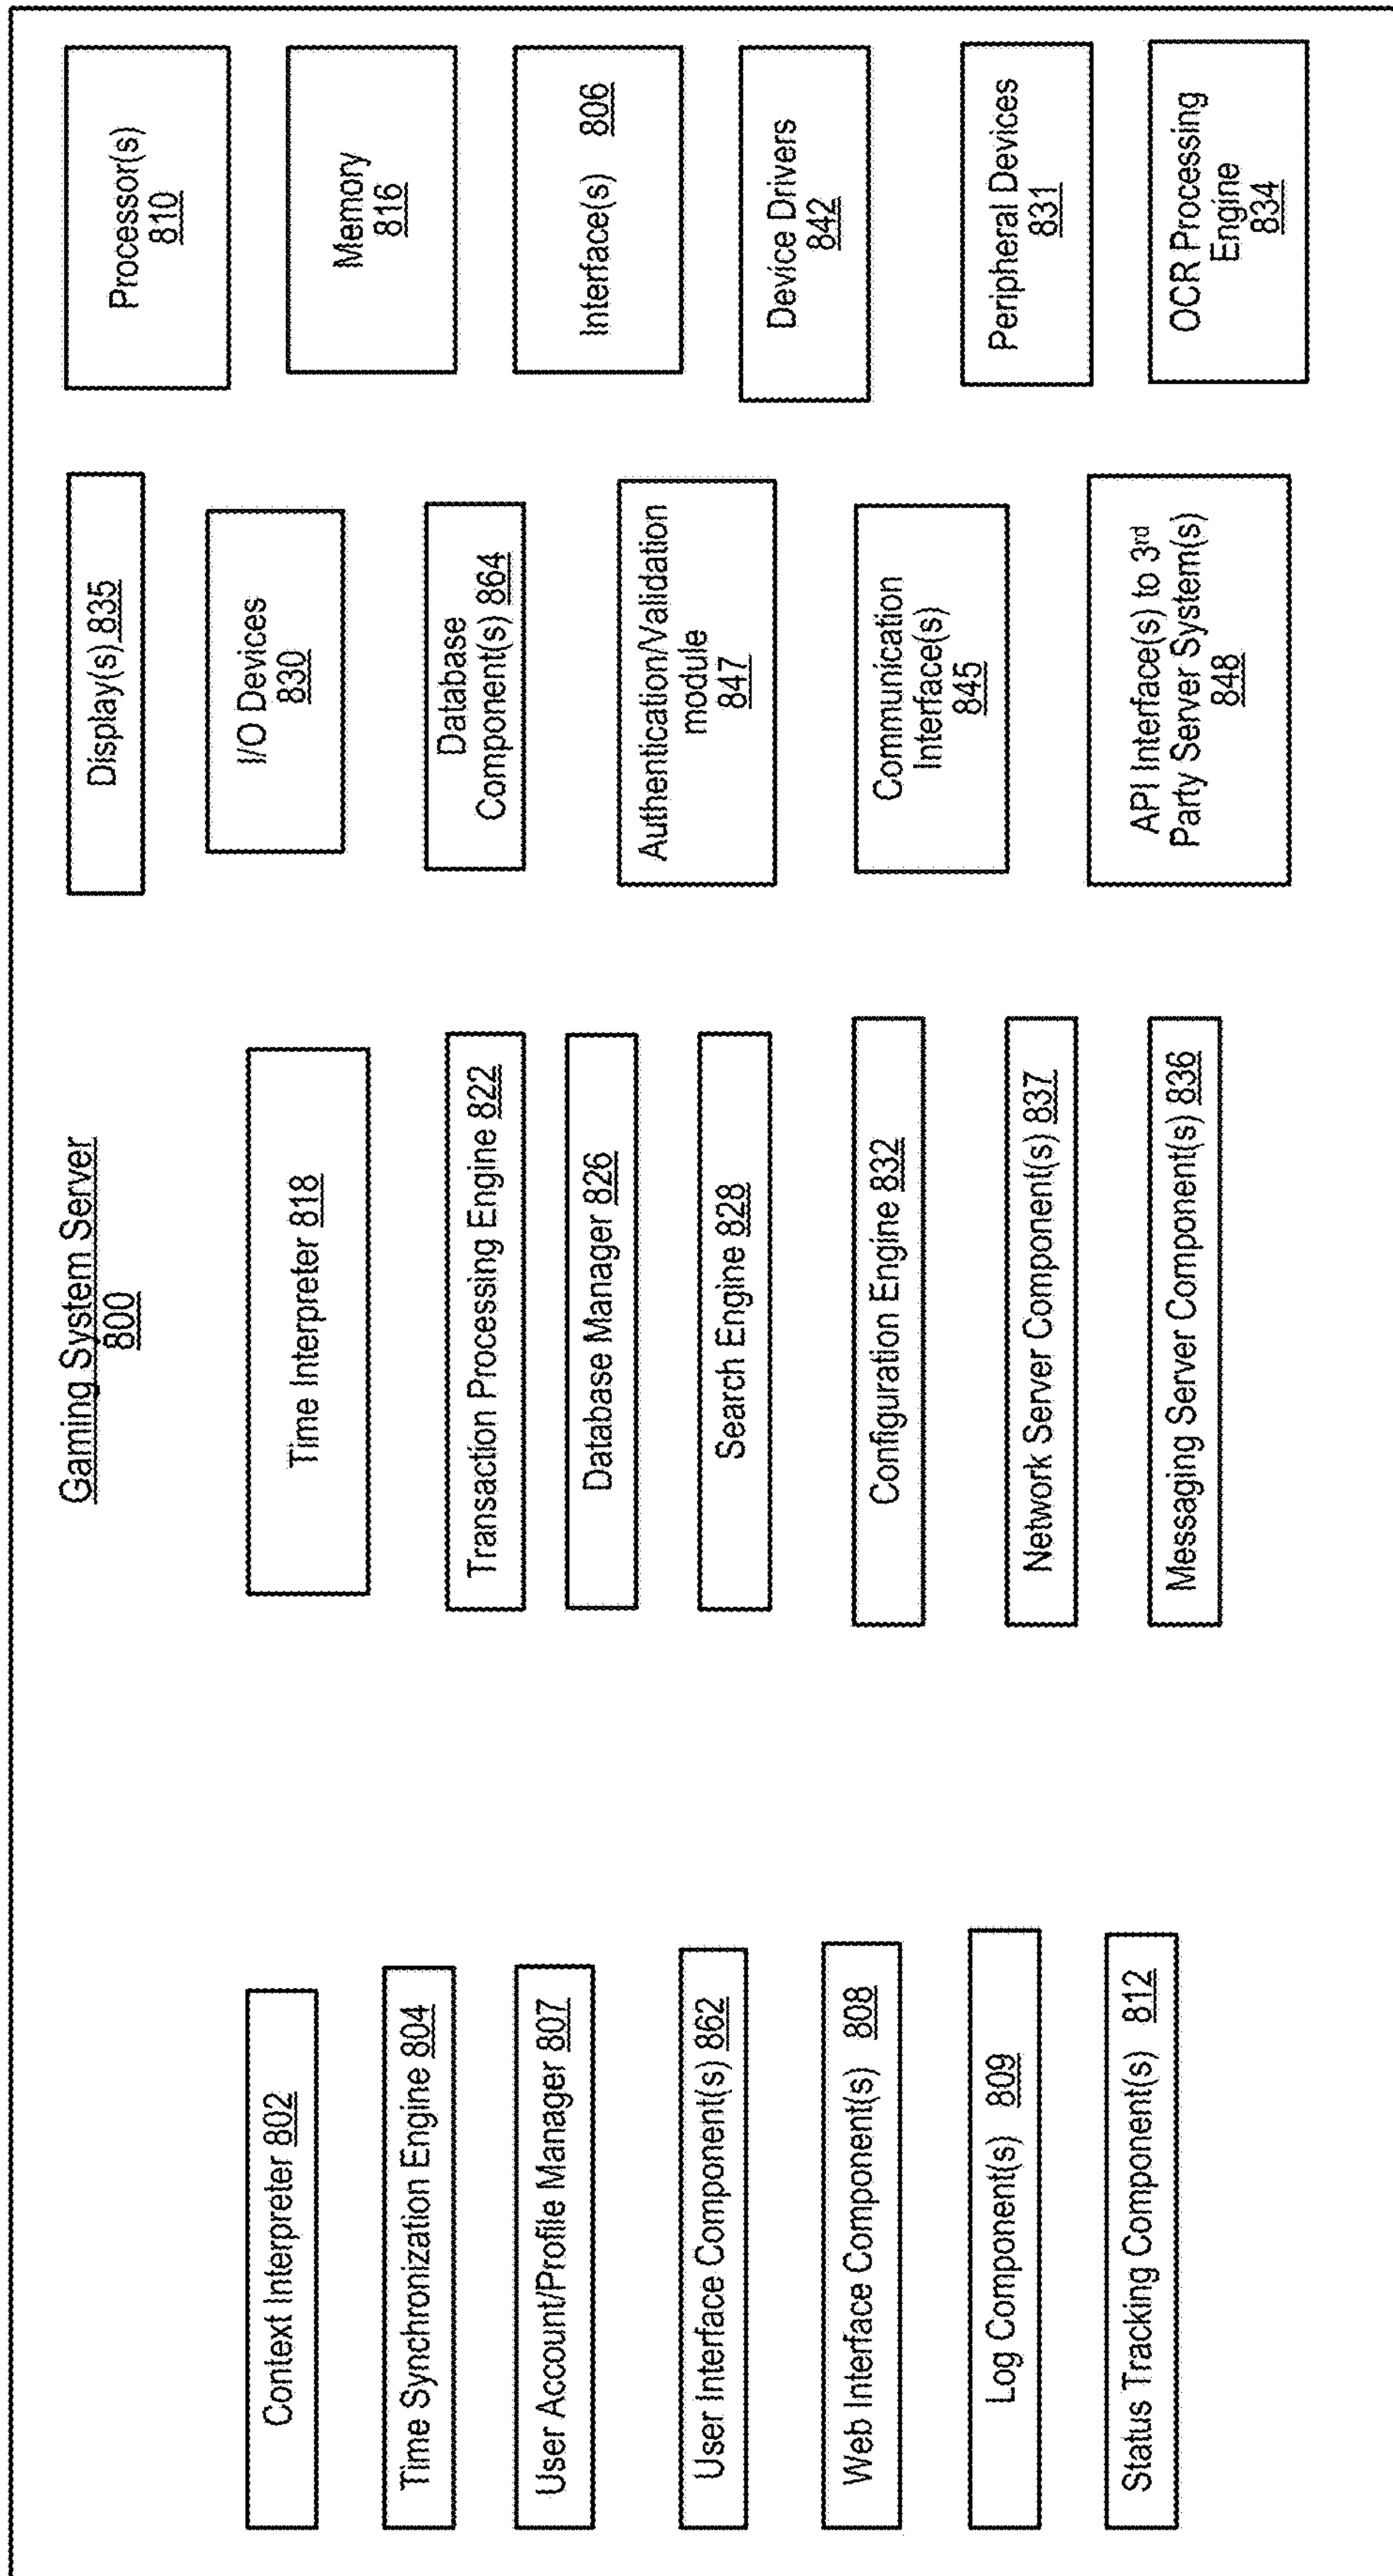 Gaming System Server
800
Context Interpreter 802
Time Synchronization Engine 804
User Account/Profile Manager 807
User Interface Component(s) 862
Web Interface Component(s) 808
Log Component(s) 809
Status Tracking Component(s) 812
Time Interpreter 818
Transaction Processing Engine 822
Database Manager 826
Search Engine 828
Configuration Engine 832
Network Server Component(s) 837
Messaging Server Component(s) 836
Display(s) 835
I/O Devices
830
Database
Component(s) 864
Authentication/Validation
module
847
Communication
Interface(s)
845
API Interface(s) to 3rd
Party Server System(s)
848
Processor(s)
810
Memory
816
Interface(s) 806
Device Drivers
842
Peripheral Devices
831
OCR Processing
Engine
834